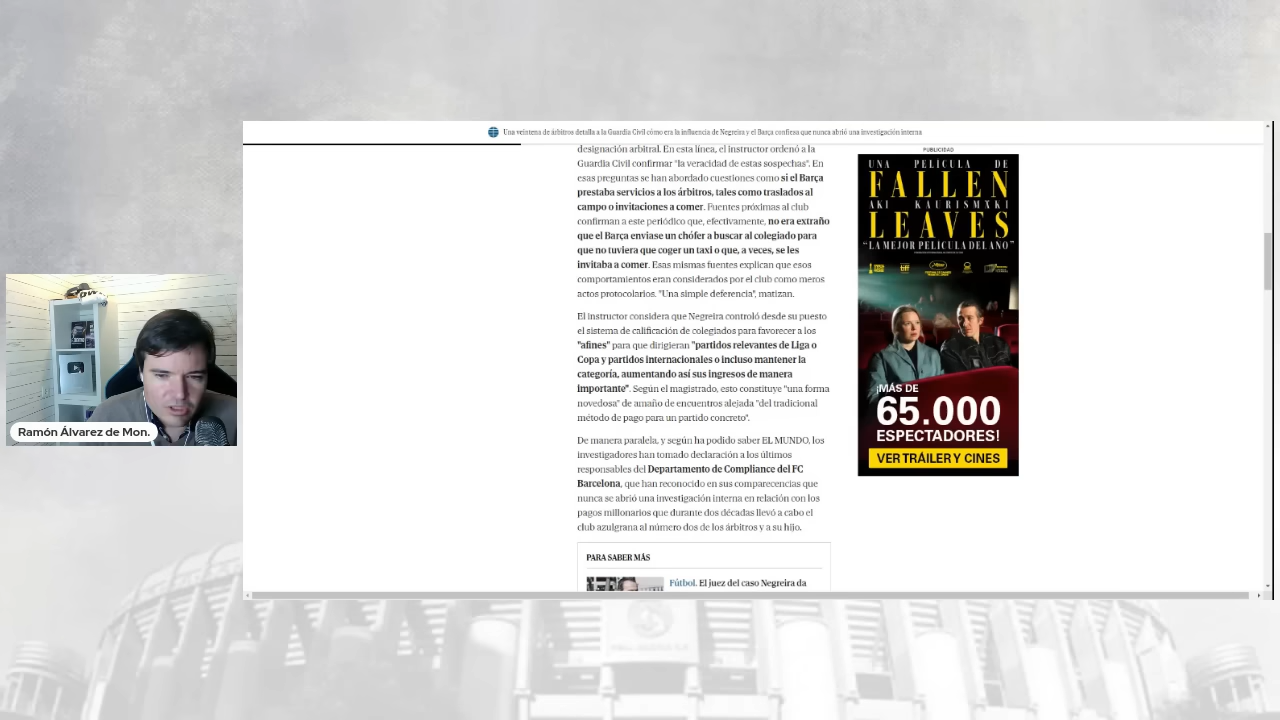 Una veintena de árbitros detalla a la Guardia Civil cómo era la influencia de Negreira y el Barça confiesa que nunca abrió una investigación interna
designación arbitral. En esta línea, el instructor ordenó a la
Guardia Civil confirmar "la veracidad de estas sospechas". En
esas preguntas se han abordado cuestiones como si el Barça
prestaba servicios a los árbitros, tales como traslados al
campo o invitaciones a comer. Fuentes próximas al club
confirman a este periódico que, efectivamente, no era extraño
que el Barça enviase un chófer a buscar al colegiado para
que no tuviera que coger un taxi o que, a veces, se les
invitaba a comer. Esas mismas fuentes explican que esos
comportamientos eran considerados por el club como meros
actos protocolarios. "Una simple deferencia", matizan.
El instructor considera que Negreira controló desde su puesto
el sistema de calificación de colegiados para favorecer a los
"afines" para que dirigieran "partidos relevantes de Liga o
Copa y partidos internacionales o incluso mantener la
categoría, aumentando así sus ingresos de manera
importante". Según el magistrado, esto constituye "una forma
novedosa" de amaño de encuentros alejada "del tradicional
método de pago para un partido concreto".
De manera paralela, y según ha podido saber EL MUNDO, los
investigadores han tomado declaración a los últimos
responsables del Departamento de Compliance del FC
Barcelona, que han reconocido en sus comparecencias que
nunca se abrió una investigación interna en relación con los
pagos millonarios que durante dos décadas llevó a cabo el
club azulgrana al número dos de los árbitros y a su hijo.
PARA SABER MÁS
Fútbol. El juez del caso Negreira da
PUBLICIDAD
UNA PELICULA DE
FALLEN
AKI KAURISMXKI
LEAVES
"LA MEJOR PELICULA DEL ANO"
¡MÁS DE
65.000
ESPECTADORES!
VER TRÁILER Y CINES
Ramón Álvarez de Mon.